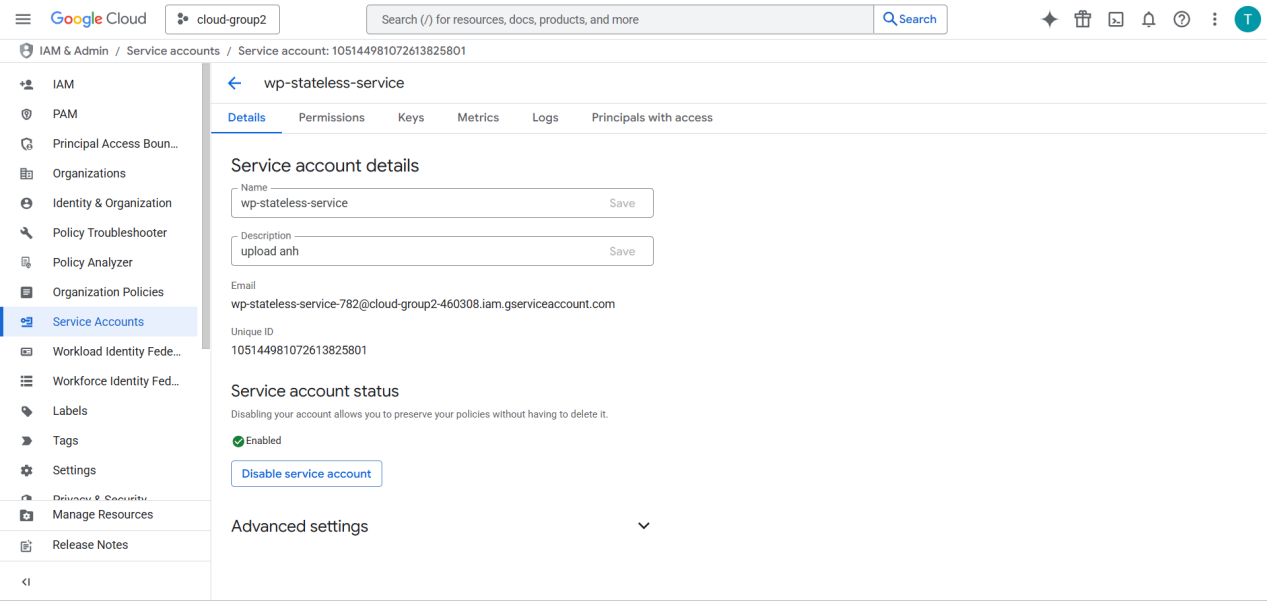 Google Cloud
cloud-group2
Search (/) for resources, docs, products, and more
Search
T
IAM & Admin / Service accounts / Service account: 105144981072613825801
IAM
PAM
Principal Access Boun...
Organizations
Identity & Organization
Policy Troubleshooter
Policy Analyzer
Organization Policies
Service Accounts
Workload Identity Fede...
Workforce Identity Fed...
Labels
Tags
Settings
Privacy & Security
Manage Resources
Release Notes
wp-stateless-service
Details Permissions Keys Metrics Logs Principals with access
Service account details
Name
wp-stateless-service Save
Description
upload anh Save
Email
wp-stateless-service-782@cloud-group2-460308.iam.gserviceaccount.com
Unique ID
105144981072613825801
Service account status
Disabling your account allows you to preserve your policies without having to delete it.
Enabled
Disable service account
Advanced settings